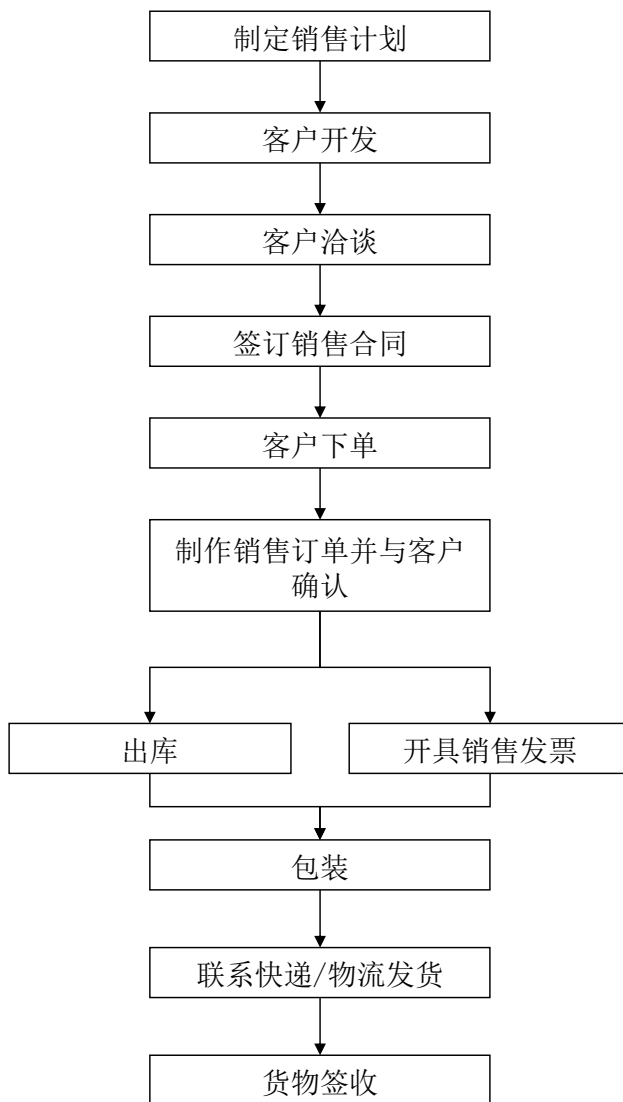 制定销售计划
客户开发
客户洽谈
签订销售合同
客户下单
制作销售订单并与客户
确认
出库
开具销售发票
包装
联系快递/物流发货
货物签收